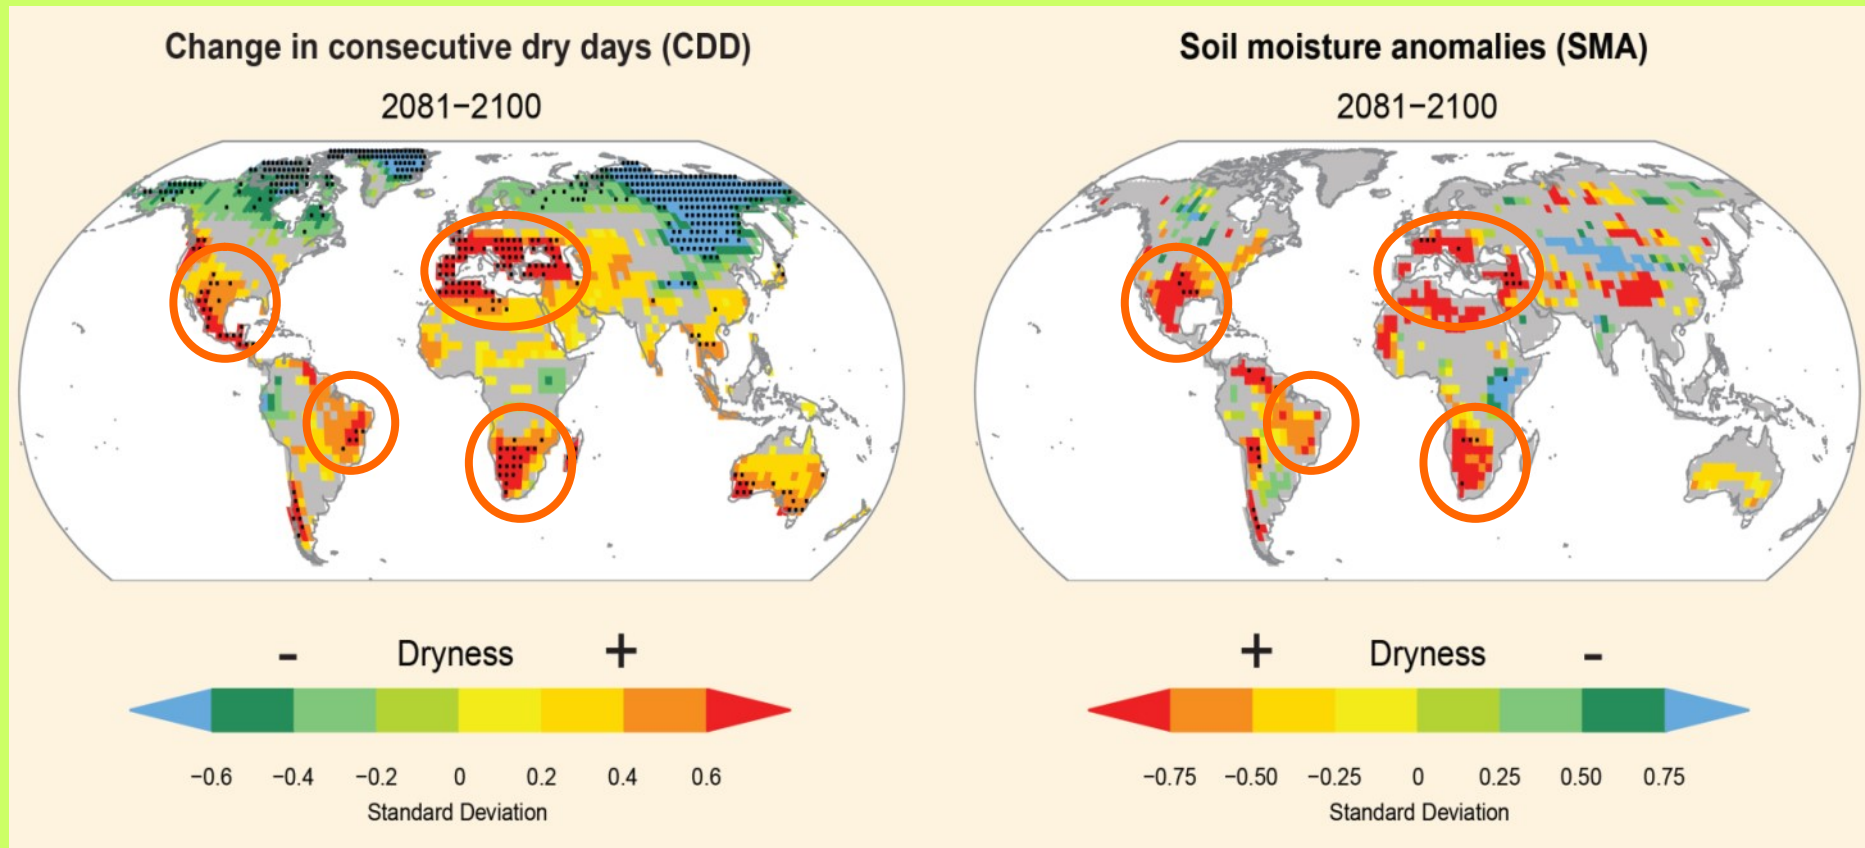 Change in consecutive dry days (CDD)
2081−2100
- Dryness +
−0.6 −0.4 −0.2 0 0.2 0.4 0.6
Standard Deviation
Soil moisture anomalies (SMA)
2081−2100
+ Dryness -
−0.75 −0.50 −0.25 0 0.25 0.50 0.75
Standard Deviation